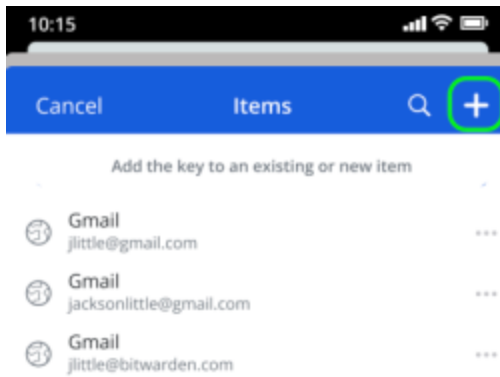 10:15
Cancel Items
Add the key to an existing or new item
Gmail
jlittle@gmail.com
Gmail
jacksonlittle@gmail.com
Gmail
jlittle@bitwarden.com